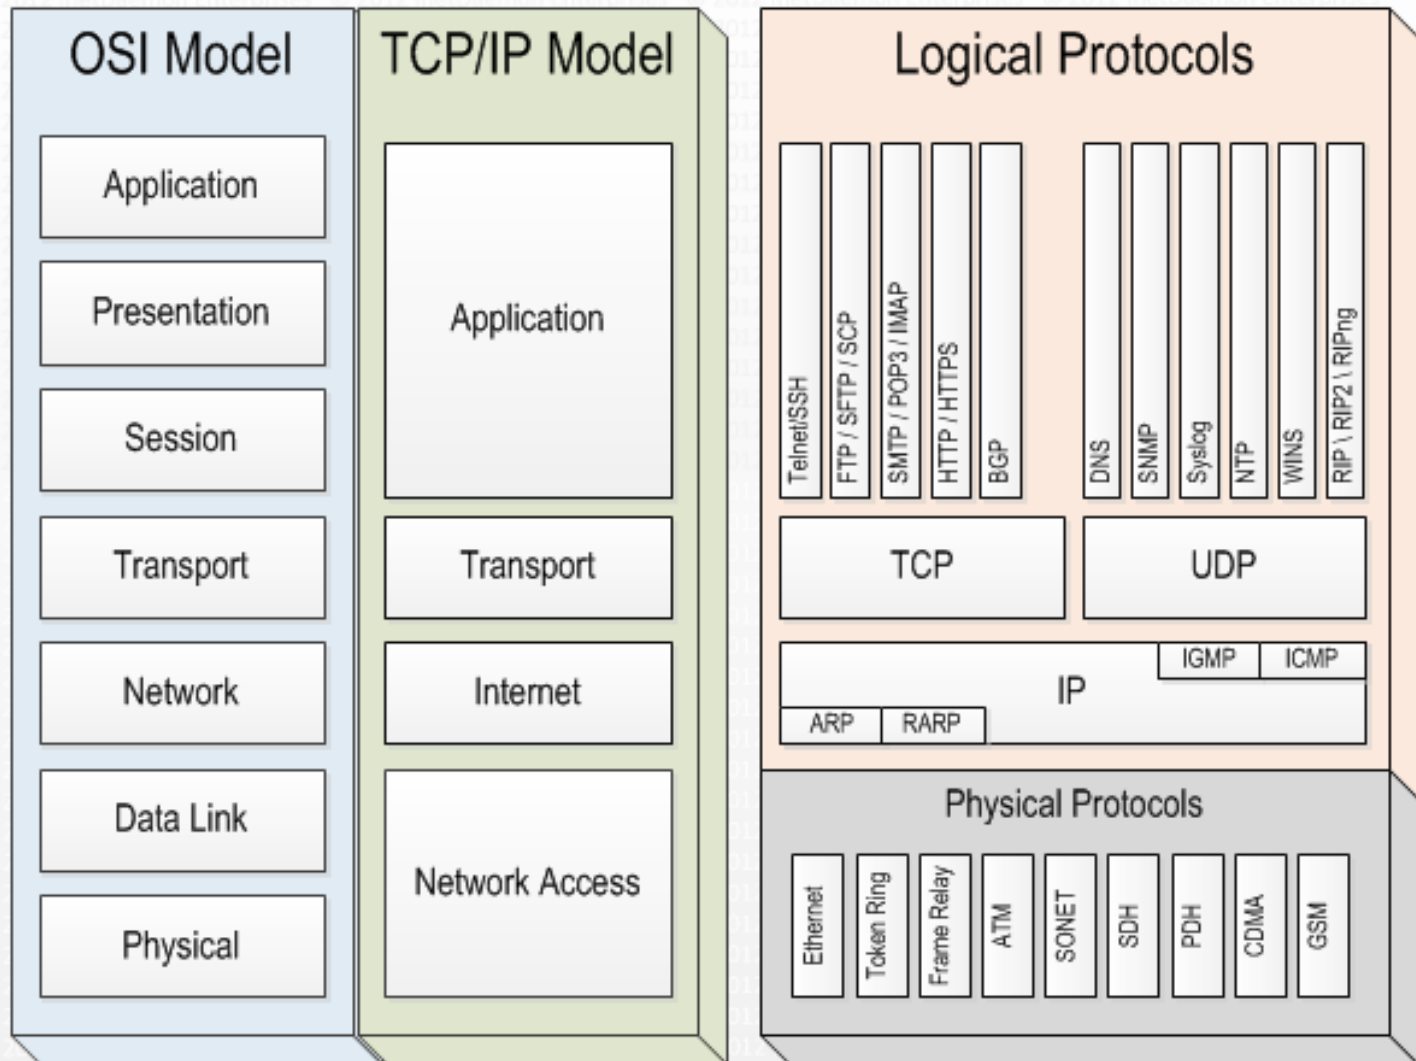 OSI Model
Application
Presentation
Session
Transport
Network
Data Link
Physical
TCP/IP Model
Application
Transport
Internet
Network Access
Logical Protocols
Telnet/SSH
FTP / SFTP / SCP
SMTP / POP3 / IMAP
HTTP / HTTPS
BGP
DNS
SNMP
Syslog
NTP
WINS
RIP \ RIP2 \ RIPng
TCP
UDP
IGMP
ICMP
IP
ARP
RARP
Physical Protocols
Ethernet
Token Ring
Frame Relay
ATM
SONET
SDH
PDH
CDMA
GSM